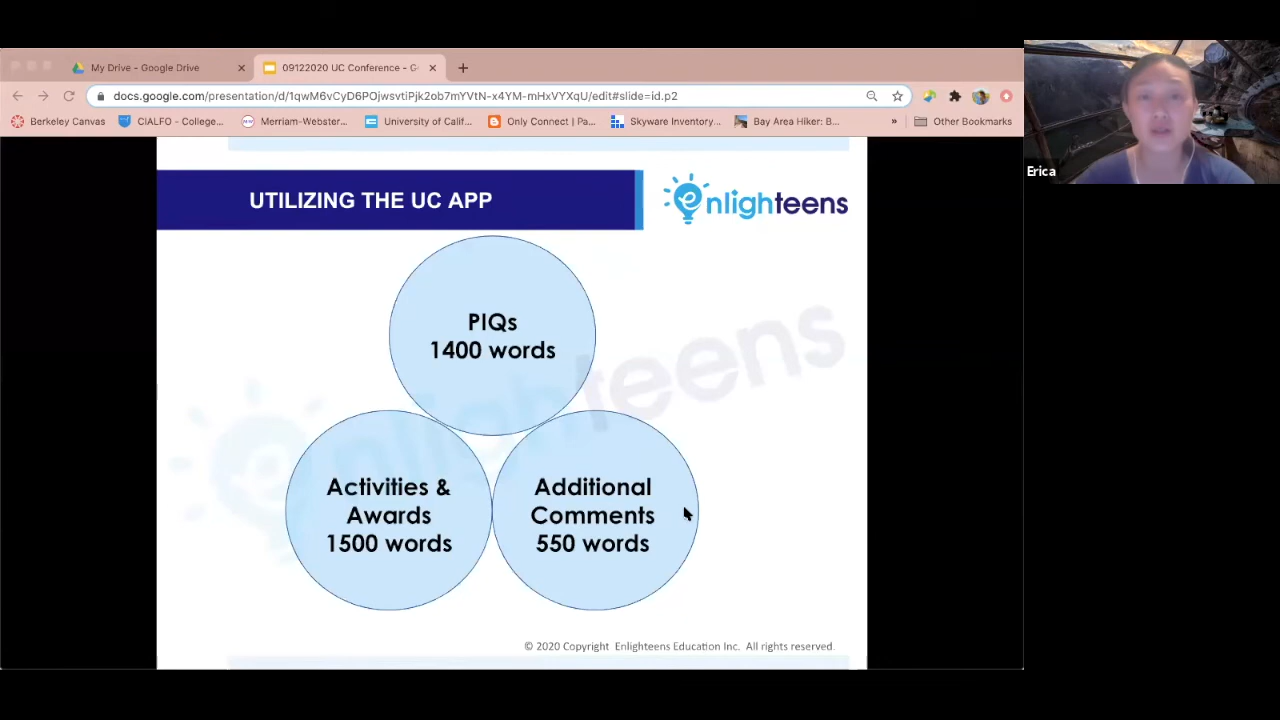 My Drive - Google Drive
09122020 UC Conference - G
docs.google.com/presentation/d/1qwM6vCyD6POjwsvtiPjk2ob7mYVtN-x4YM-mHxVYXqU/edit#slide=id.p2
Berkeley Canvas
CIALFO - College...
Merriam-Webster...
University of Calif...
Only Connect | Pa...
Skyware Inventory...
Bay Area Hiker: B...
»
Other Bookmarks
Erica
UTILIZING THE UC APP
enlighteens
PIQs
1400 words
enlighteens
Activities &
Awards
1500 words
Additional
Comments
550 words
© 2020 Copyright Enlighteens Education Inc. All rights reserved.